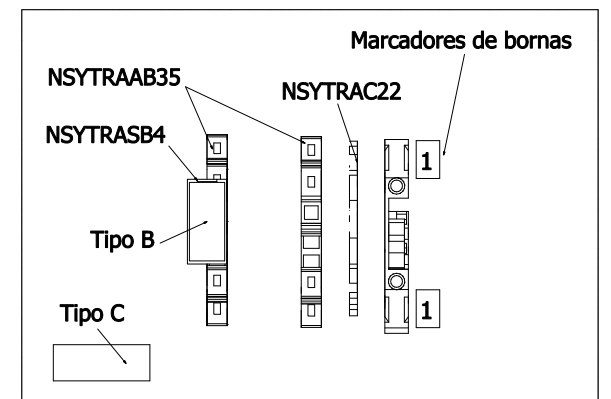 Marcadores de bornas
NSYTRAAB35
NSYTRAC22
NSYTRASB4
1
Tipo B
Tipo C
1